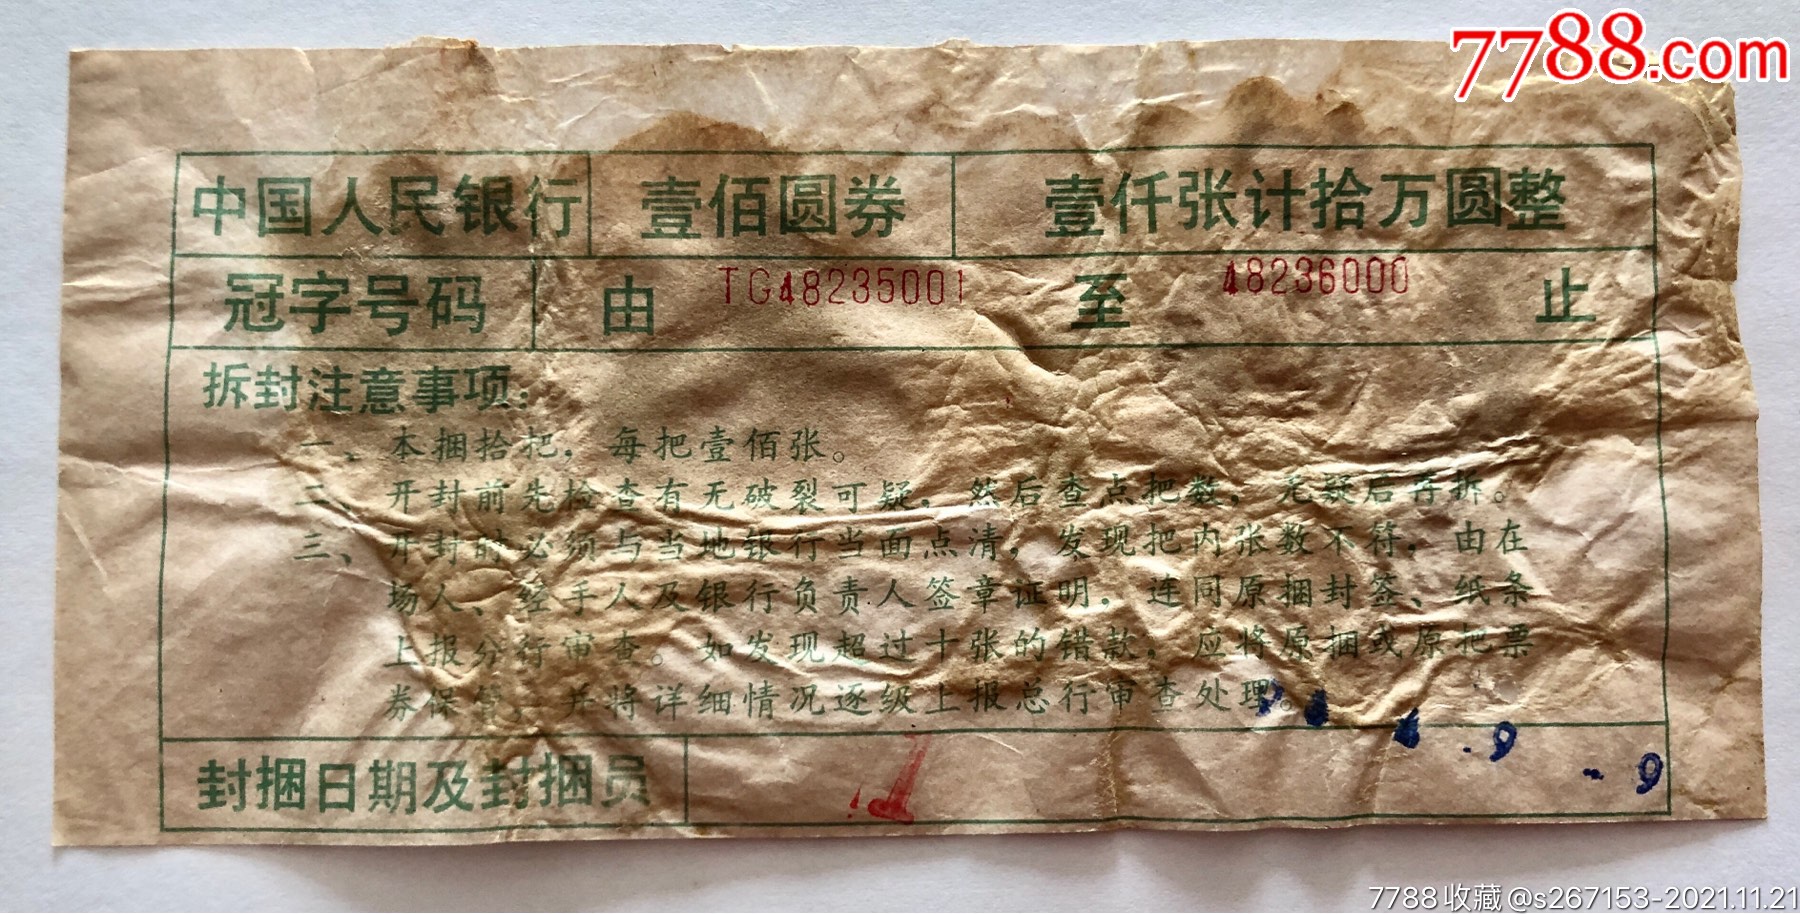 7788.com
中国人民银行 壹佰圆券 壹仟张计拾万圆整
冠字号码 由 TG48235001 至 48236000 止
拆封注意事项:
一、本捆拾把,每把壹佰张。
二、开封前先检查有无破裂可疑,然后查点把数,无疑后再拆。
三、开封时必须与当地银行当面点清,发现把内张数不符,由在
场人、经手人及银行负责人签章证明,连同原捆封签、纸条
上报分行审查。如发现超过十张的错款,应将原捆或原把票
券保管,并将详细情况逐级上报总行审查处理。
封捆日期及封捆员
7788收藏@s267153-2021.11.21